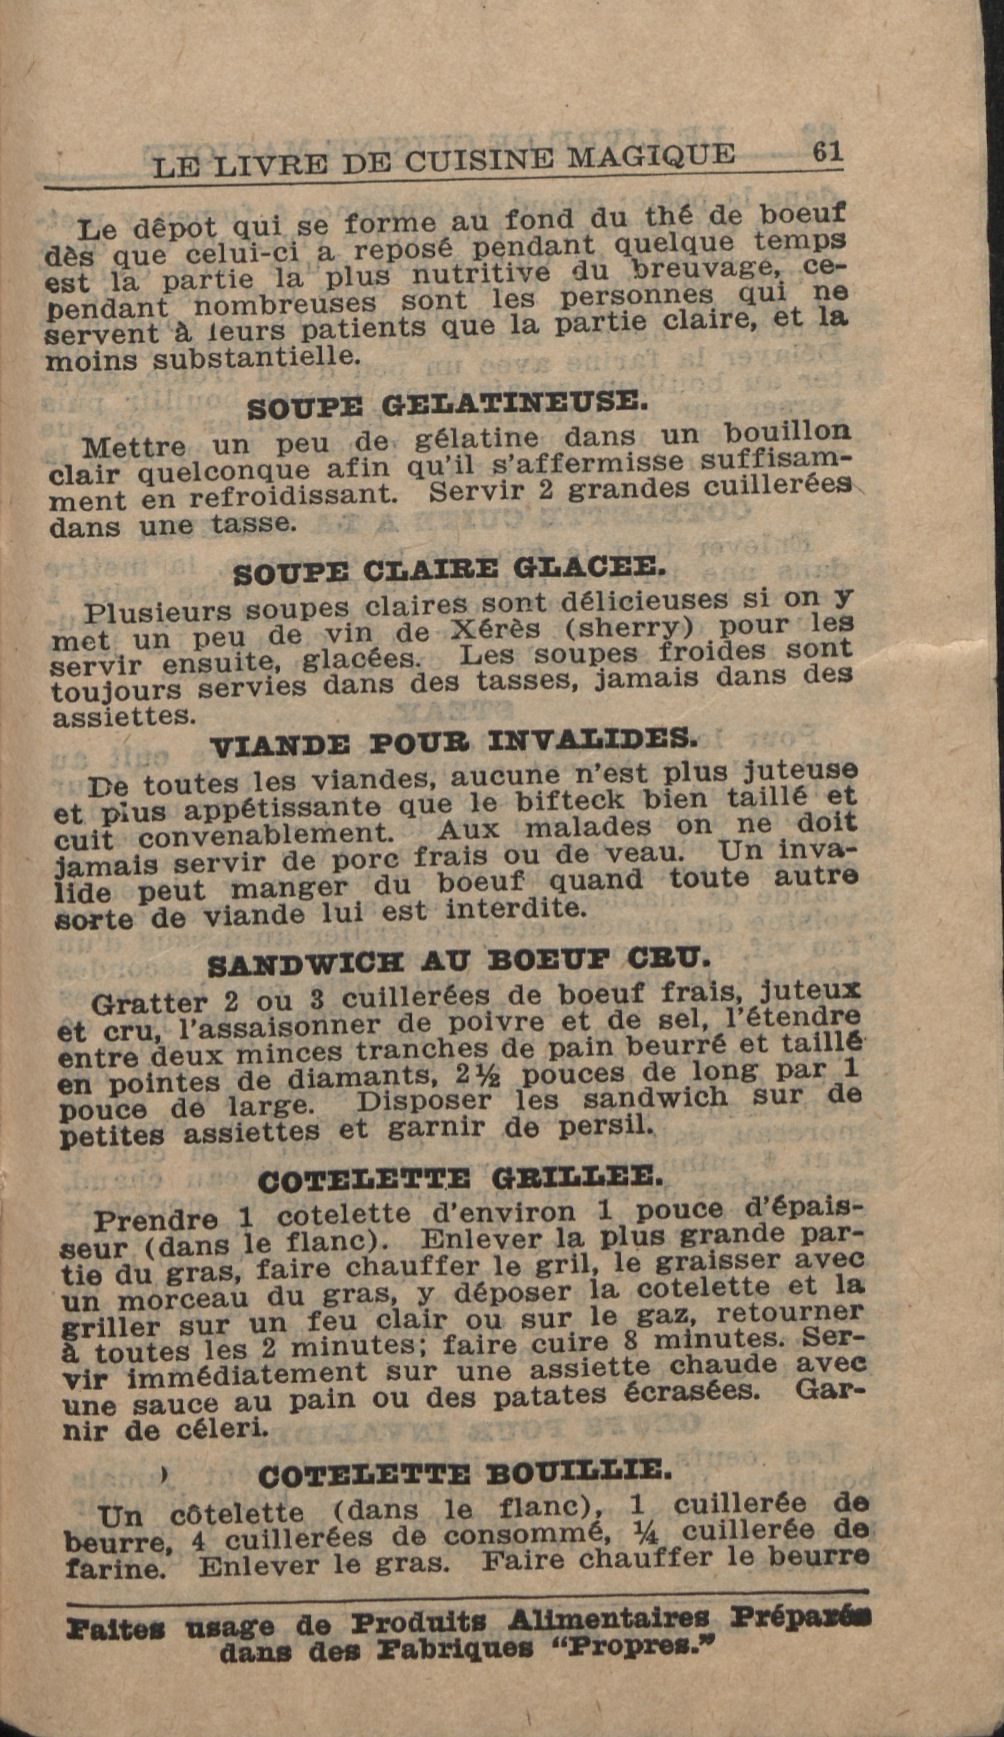 LE LIVRE DE CUISINE MAGIQUE 61
Le dêpot qui se forme au fond du thé de boeuf
dès que celui-ci a reposé pendant quelque temps
est la partie la plus nutritive du breuvage, ce-
pendant nombreuses sont les personnes qui ne
servent à leurs patients que la partie claire, et la
moins substantielle.
SOUPE GELATINEUSE.
Mettre un peu de gélatine dans un bouillon
clair quelconque afin qu'il s'affermisse suffisam-
ment en refroidissant. Servir 2 grandes cuillerées
dans une tasse.
SOUPE CLAIRE GLACEE.
Plusieurs soupes claires sont délicieuses si on y
met un peu de vin de Xérès (sherry) pour les
servir ensuite, glacées. Les soupes froides sont
toujours servies dans des tasses, jamais dans des
assiettes.
VIANDE POUR INVALIDES.
De toutes les viandes, aucune n'est plus juteuse
et plus appétissante que le bifteck bien taillé et
cuit convenablement. Aux malades on ne doit
jamais servir de porc frais ou de veau. Un inva-
lide peut manger du boeuf quand toute autre
sorte de viande lui est interdite.
SANDWICH AU BOEUF CRU.
Gratter 2 ou 3 cuillerées de boeuf frais, juteux
et cru, l'assaisonner de poivre et de sel, l'étendre
entre deux minces tranches de pain beurré et taillé
en pointes de diamants, 2½ pouces de long par 1
pouce de large. Disposer les sandwich sur de
petites assiettes et garnir de persil.
COTELETTE GRILLEE.
Prendre 1 cotelette d'environ 1 pouce d'épais-
seur (dans le flanc). Enlever la plus grande par-
tie du gras, faire chauffer le gril, le graisser avec
un morceau du gras, y déposer la cotelette et la
griller sur un feu clair ou sur le gaz, retourner
à toutes les 2 minutes; faire cuire 8 minutes. Ser-
vir immédiatement sur une assiette chaude avec
une sauce au pain ou des patates écrasées. Gar-
nir de céleri.
COTELETTE BOUILLIE.
Un côtelette (dans le flanc), 1 cuillerée de
beurre, 4 cuillerées de consommé, ¼ cuillerée de
farine. Enlever le gras. Faire chauffer le beurre
Faites usage de Produits Alimentaires Préparés
dans des Fabriques "Propres."